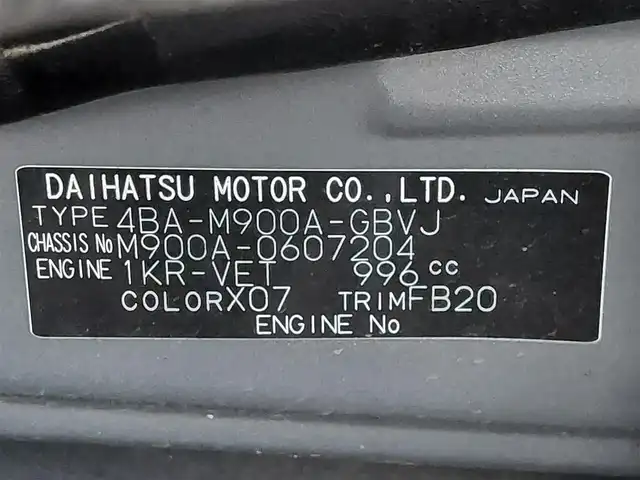 DAIHATSU MOTOR CO.,LTD. JAPAN
TYPE 4BA-M900A-GBVJ
CHASSIS No M900A-0607204
ENGINE 1KR-VET 996 cc
COLOR X07 TRIM FB20
ENGINE No